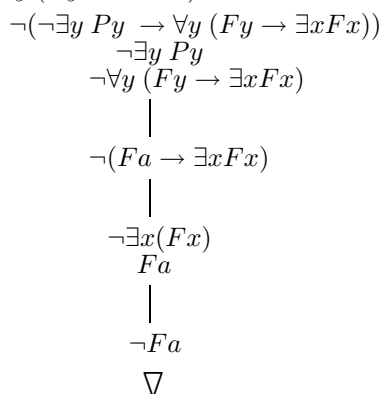 ¬(¬∃y Py → ∀y (Fy → ∃xFx))
¬∃y Py
¬∀y (Fy → ∃xFx)
¬(Fa → ∃xFx)
¬∃x(Fx)
Fa
¬Fa
∇